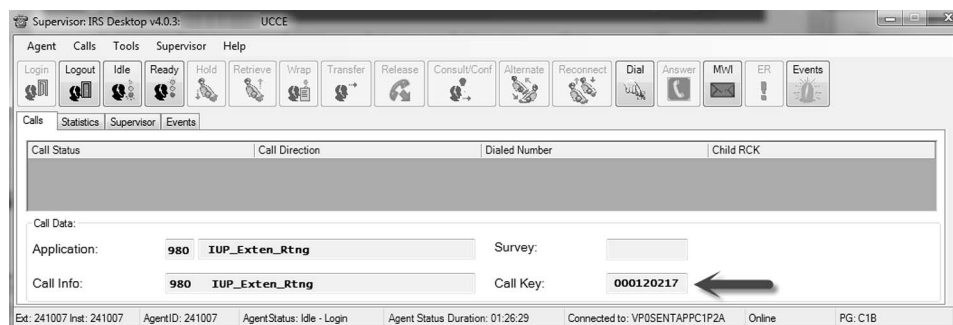 Supervisor: IRS Desktop v4.0.3: UCCE
Agent Calls Tools Supervisor Help
Login Logout Idle Ready Hold Retrieve Wrap Transfer Release Consult/Conf Alternate Reconnect Dial Answer MWI ER Events
Calls Statistics Supervisor Events
Call Status Call Direction Dialed Number Child RCK
Call Data:
Application: 980 IUP_Exten_Rtng Survey:
Call Info: 980 IUP_Exten_Rtng Call Key: 000120217
Ext: 241007 Inst: 241007 AgentID: 241007 AgentStatus: Idle - Login Agent Status Duration: 01:26:29 Connected to: VP0SENTAPPC1P2A Online PG: C1B